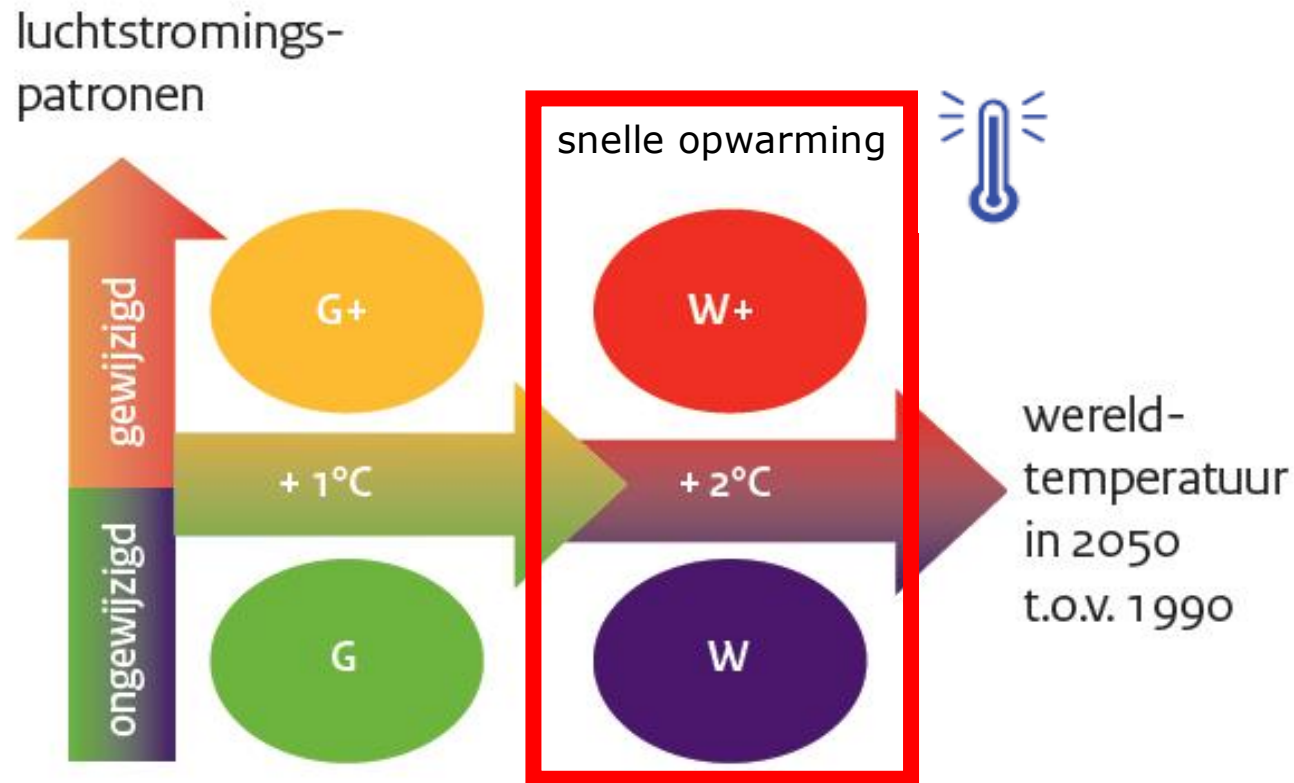 luchtstromings-
patronen
snelle opwarming
gewijzigd
G+
W+
+ 1°C
+ 2°C
wereld-
temperatuur
in 2050
t.o.v. 1990
ongewijzigd
G
W